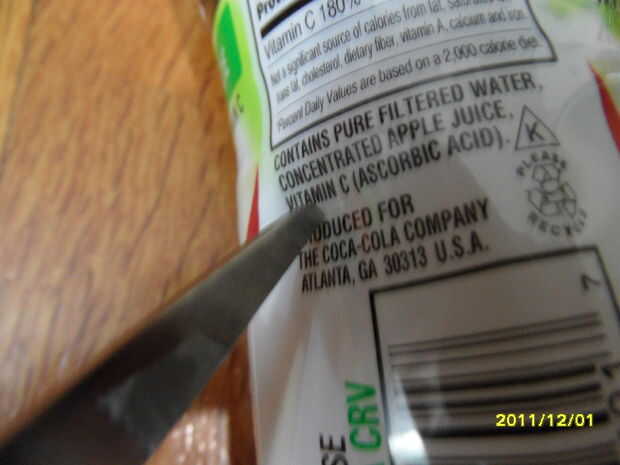 Vitamin C 180%
Not a significant source of calories from fat, saturated
trans fat, cholesterol, dietary fiber, vitamin A, calcium and iron.
Percent Daily Values are based on a 2,000 calorie diet.
CONTAINS PURE FILTERED WATER,
CONCENTRATED APPLE JUICE,
VITAMIN C (ASCORBIC ACID).
K
PLEASE
RECYCLE
PRODUCED FOR
THE COCA-COLA COMPANY
ATLANTA, GA 30313 U.S.A.
7
CRV
2011/12/01